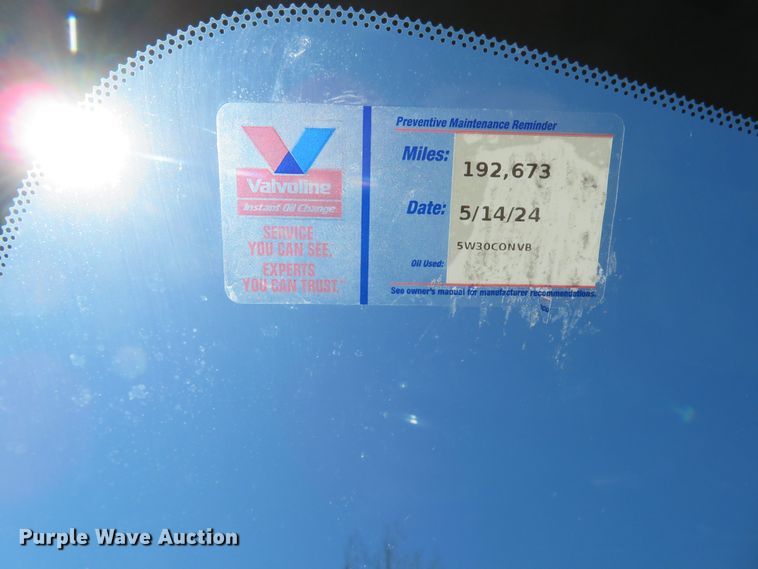 Valvoline
Instant Oil Change
SERVICE
YOU CAN SEE.
EXPERTS
YOU CAN TRUST.™
Preventive Maintenance Reminder
Miles: 192,673
Date: 5/14/24
5W30CONVB
Oil Used:
See owner's manual for manufacturer recommendations.
Purple Wave Auction